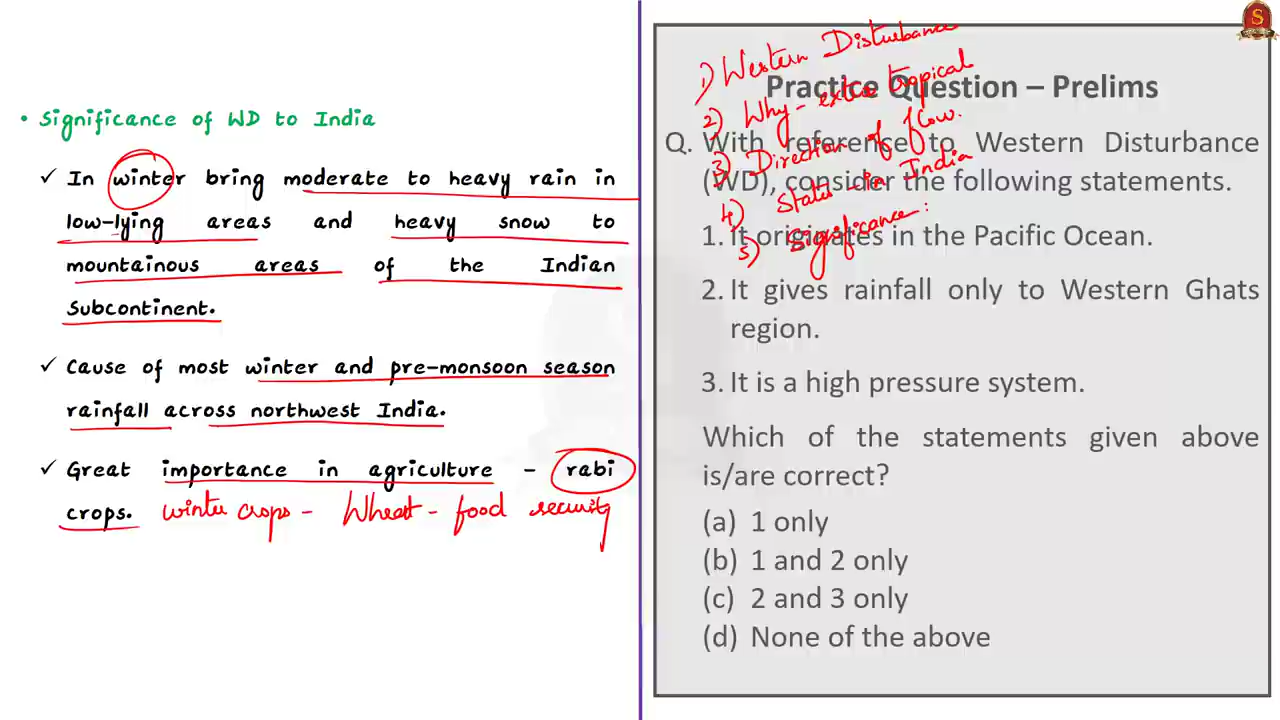 • Significance of WD to India
✓ In winter bring moderate to heavy rain in
low-lying areas and heavy snow to
mountainous areas of the Indian
Subcontinent.
✓ Cause of most winter and pre-monsoon season
rainfall across northwest India.
✓ Great importance in agriculture - rabi
crops. winter crops - Wheat - food security
1) Western Disturbance
2) Why - extra tropical
3) Direction of flow.
4) States - in India
5) Significance:
Practice Question – Prelims
Q. With reference to Western Disturbance
(WD), consider the following statements.
1. It originates in the Pacific Ocean.
2. It gives rainfall only to Western Ghats
region.
3. It is a high pressure system.
Which of the statements given above
is/are correct?
(a) 1 only
(b) 1 and 2 only
(c) 2 and 3 only
(d) None of the above
S